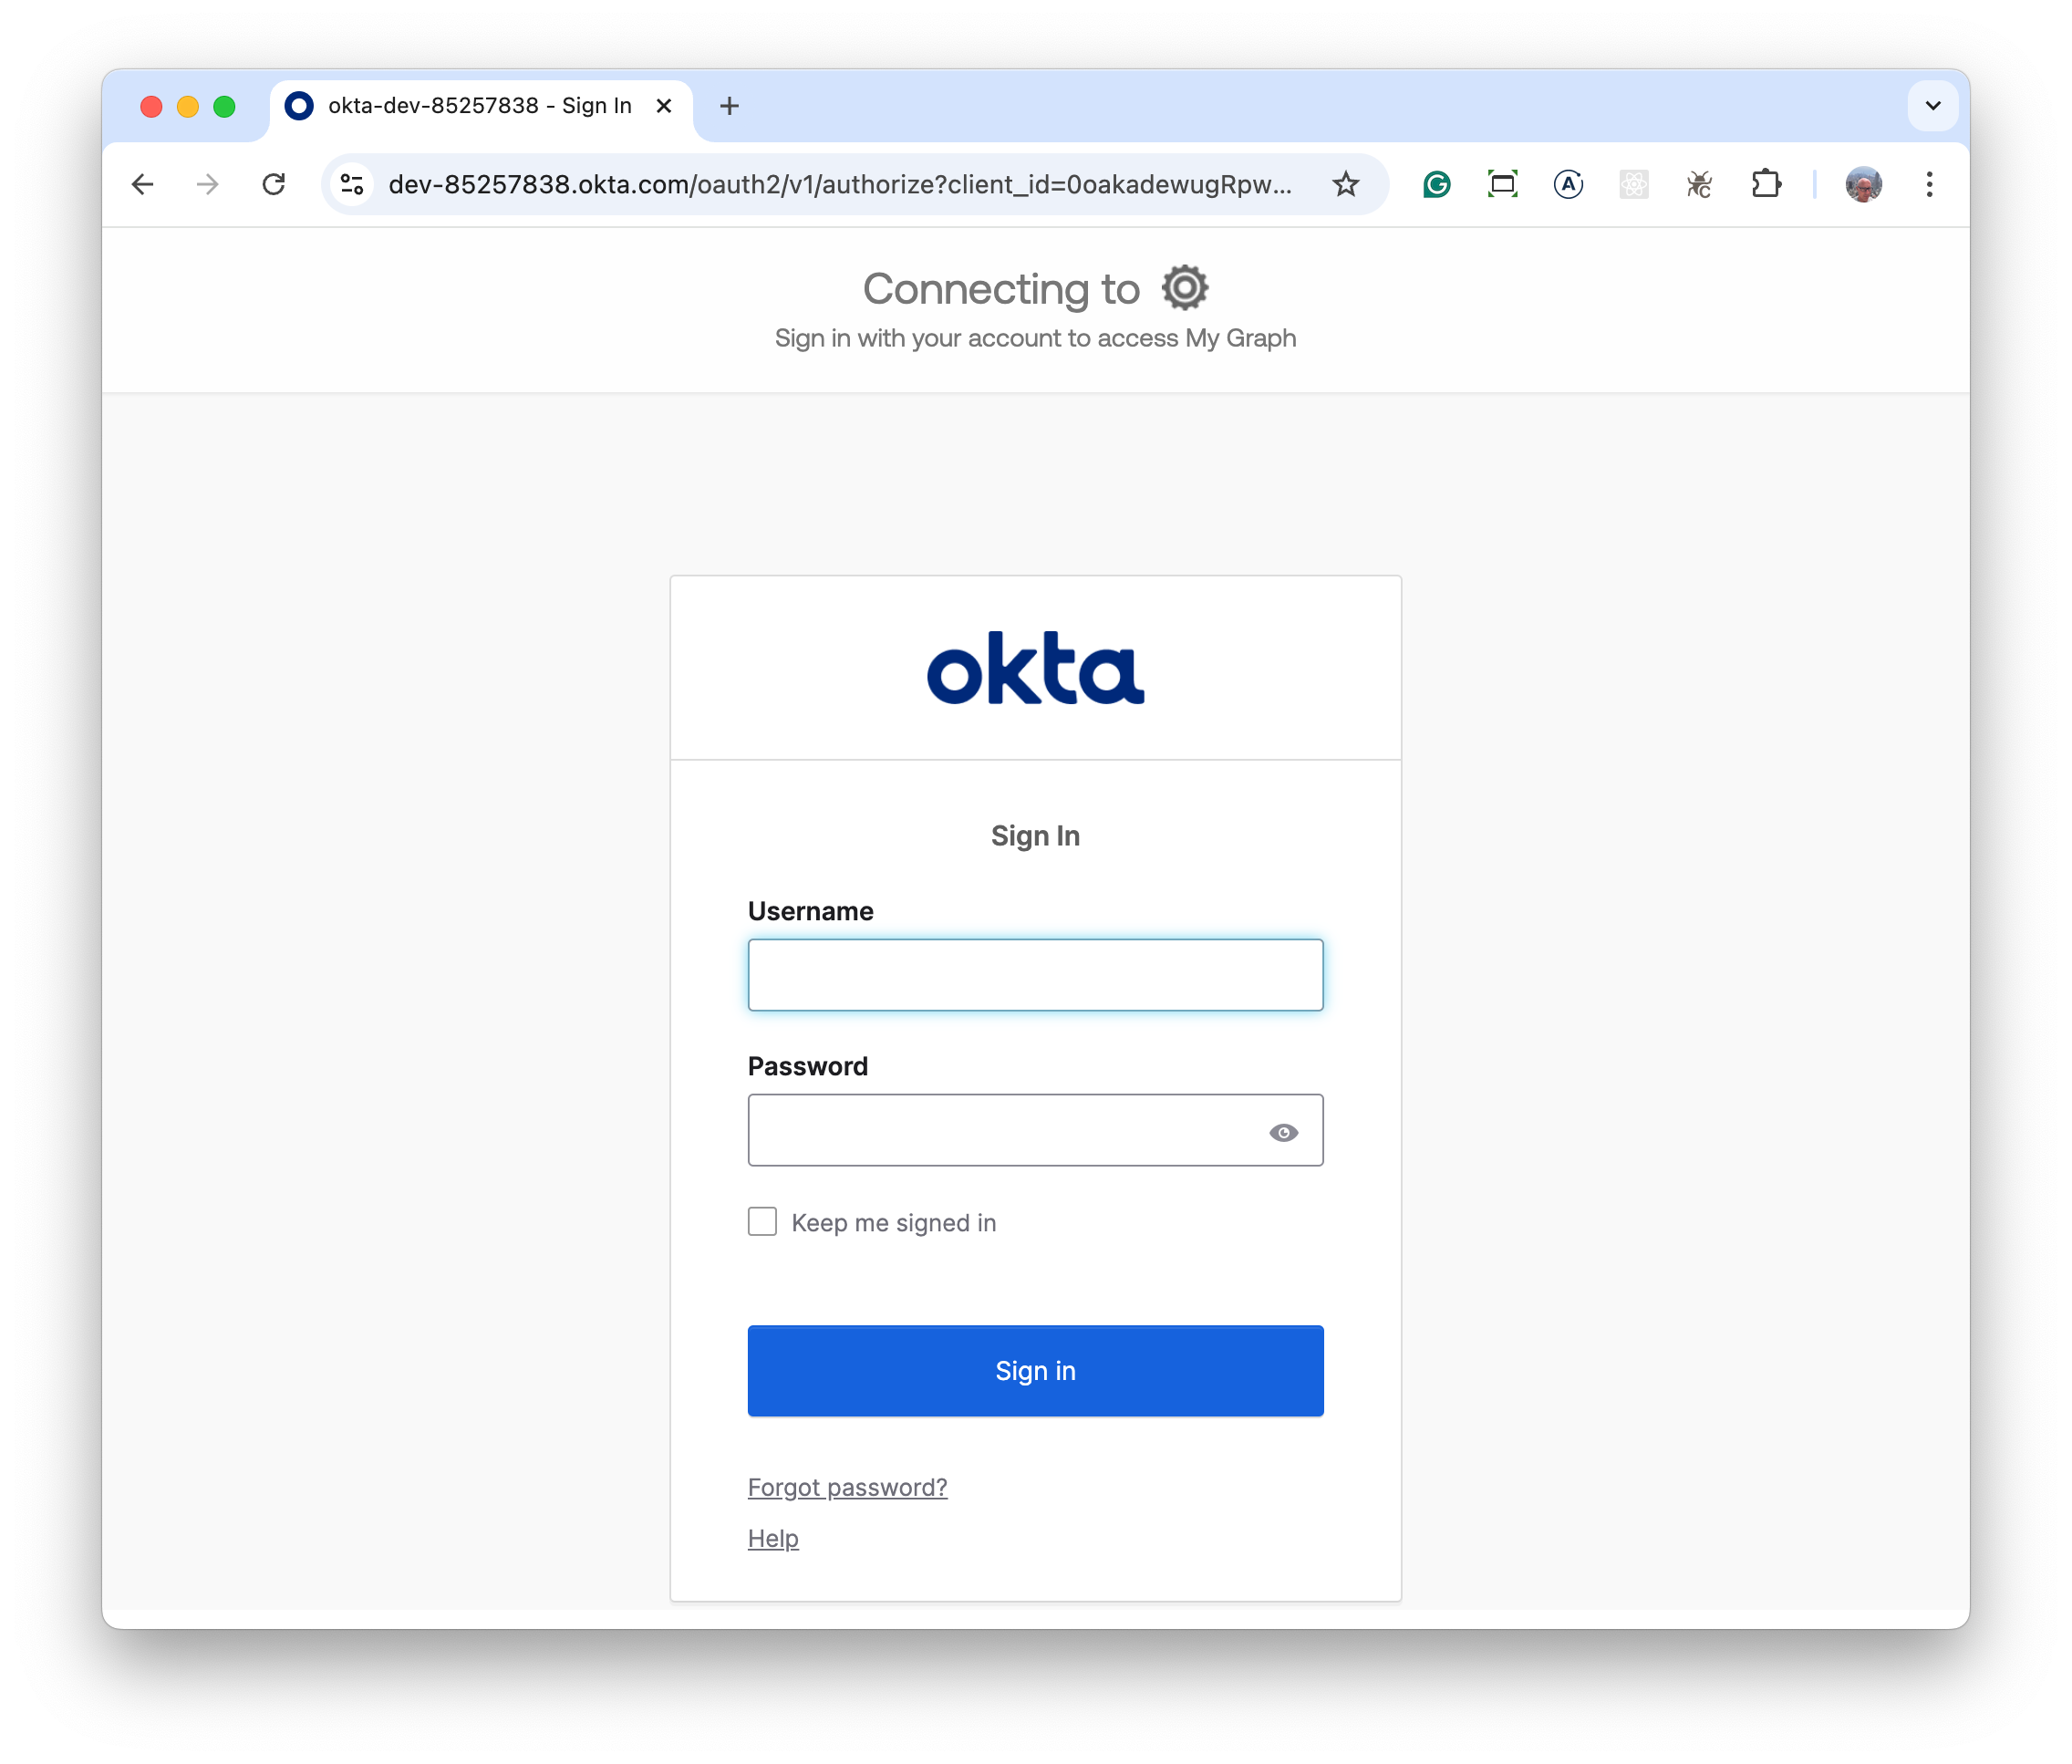 okta-dev-85257838 - Sign In
dev-85257838.okta.com/oauth2/v1/authorize?client_id=0oakadewugRpw...
Connecting to
Sign in with your account to access My Graph
okta
Sign In
Username
Password
Keep me signed in
Sign in
Forgot password?
Help